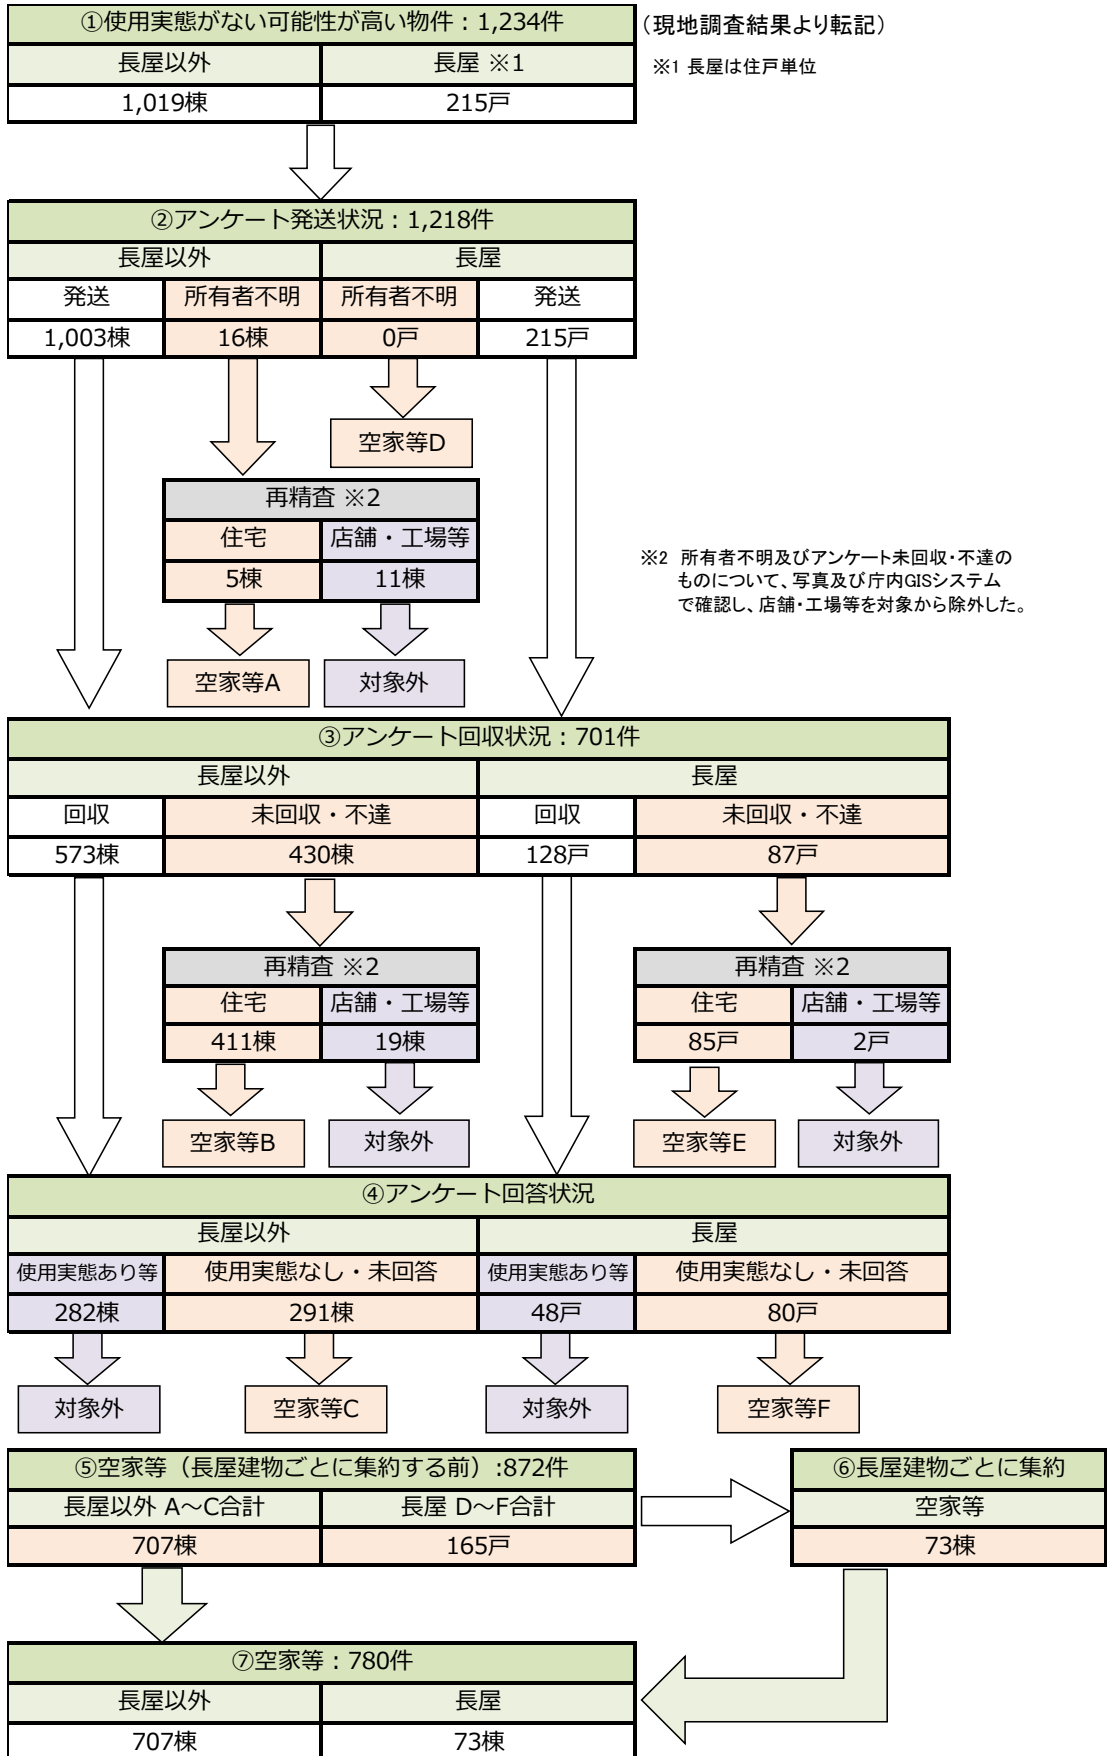 ①使用実態がない可能性が高い物件：1,234件
（現地調査結果より転記）
長屋以外 長屋 ※1
※1 長屋は住戸単位
1,019棟 215戸
②アンケート発送状況：1,218件
長屋以外 長屋
発送 所有者不明 所有者不明 発送
1,003棟 16棟 0戸 215戸
空家等D
再精査 ※2
住宅 店舗・工場等
5棟 11棟
※2 所有者不明及びアンケート未回収・不達の
ものについて、写真及び庁内GISシステム
で確認し、店舗・工場等を対象から除外した。
空家等A 対象外
③アンケート回収状況：701件
長屋以外 長屋
回収 未回収・不達 回収 未回収・不達
573棟 430棟 128戸 87戸
再精査 ※2 再精査 ※2
住宅 店舗・工場等 住宅 店舗・工場等
411棟 19棟 85戸 2戸
空家等B 対象外 空家等E 対象外
④アンケート回答状況
長屋以外 長屋
使用実態あり等 使用実態なし・未回答 使用実態あり等 使用実態なし・未回答
282棟 291棟 48戸 80戸
対象外 空家等C 対象外 空家等F
⑤空家等（長屋建物ごとに集約する前）:872件 ⑥長屋建物ごとに集約
長屋以外 A～C合計 長屋 D～F合計 空家等
707棟 165戸 73棟
⑦空家等：780件
長屋以外 長屋
707棟 73棟